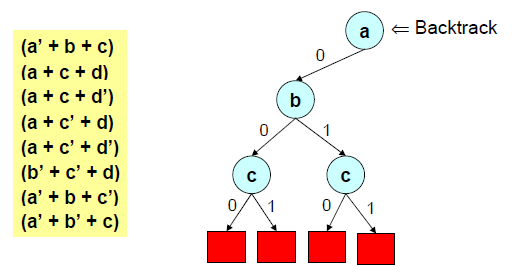 (a’ + b + c)
(a + c + d)
(a + c + d’)
(a + c’ + d)
(a + c’ + d’)
(b’ + c’ + d)
(a’ + b + c’)
(a’ + b’ + c)
a ⇐ Backtrack
0
b
0 1
c c
0 1 0 1